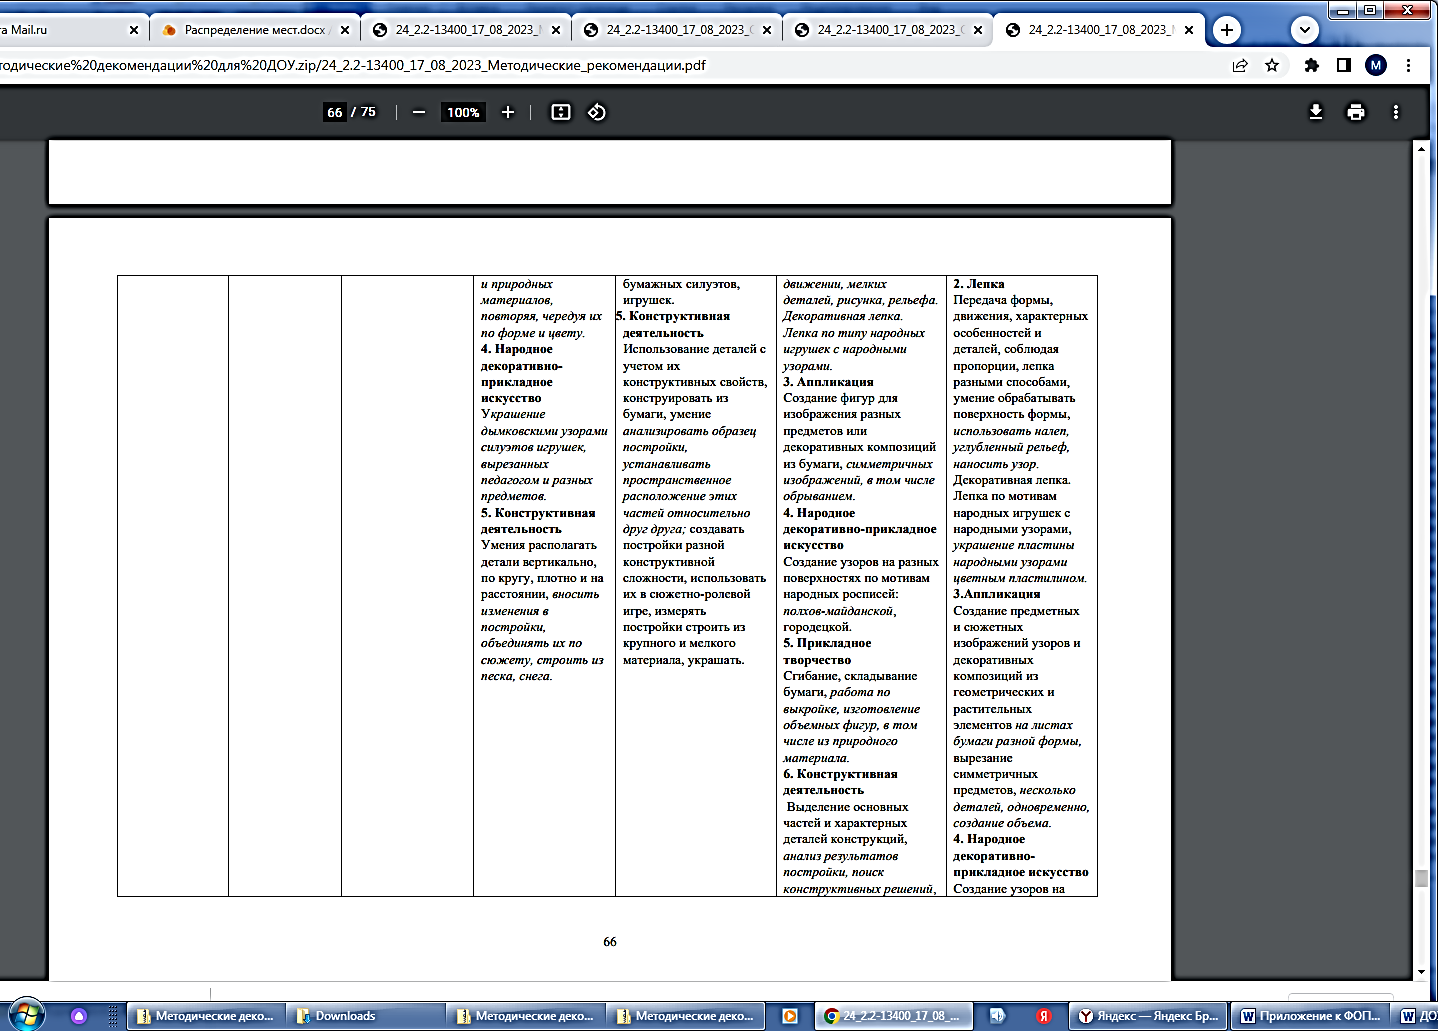 та Mail.ru
Распределение мест.docx /
24_2.2-13400_17_08_2023_
24_2.2-13400_17_08_2023_
24_2.2-13400_17_08_2023_
24_2.2-13400_17_08_2023_
тодические%20декомендации%20для%20ДОУ.zip/24_2.2-13400_17_08_2023_Методические_рекомендации.pdf
M
66 / 75
100%
и природных
материалов,
повторяя, чередуя их
по форме и цвету.
4. Народное
декоративно-
прикладное
искусство
Украшение
дымковскими узорами
силуэтов игрушек,
вырезанных
педагогом и разных
предметов.
5. Конструктивная
деятельность
Умения располагать
детали вертикально,
по кругу, плотно и на
расстоянии, вносить
изменения в
постройки,
объединять их по
сюжету, строить из
песка, снега.
бумажных силуэтов,
игрушек.
5. Конструктивная
деятельность
Использование деталей с
учетом их
конструктивных свойств,
конструировать из
бумаги, умение
анализировать образец
постройки,
устанавливать
пространственное
расположение этих
частей относительно
друг друга; создавать
постройки разной
конструктивной
сложности, использовать
их в сюжетно-ролевой
игре, измерять
постройки строить из
крупного и мелкого
материала, украшать.
движении, мелких
деталей, рисунка, рельефа.
Декоративная лепка.
Лепка по типу народных
игрушек с народными
узорами.
3. Аппликация
Создание фигур для
изображения разных
предметов или
декоративных композиций
из бумаги, симметричных
изображений, в том числе
обрыванием.
4. Народное
декоративно-прикладное
искусство
Создание узоров на разных
поверхностях по мотивам
народных росписей:
полхов-майданской,
городецкой.
5. Прикладное
творчество
Сгибание, складывание
бумаги, работа по
выкройке, изготовление
объемных фигур, в том
числе из природного
материала.
6. Конструктивная
деятельность
Выделение основных
частей и характерных
деталей конструкций,
анализ результатов
постройки, поиск
конструктивных решений,
2. Лепка
Передача формы,
движения, характерных
особенностей и
деталей, соблюдая
пропорции, лепка
разными способами,
умение обрабатывать
поверхность формы,
использовать налеп,
углубленный рельеф,
наносить узор.
Декоративная лепка.
Лепка по мотивам
народных игрушек с
народными узорами,
украшение пластины
народными узорами
цветным пластилином.
3.Аппликация
Создание предметных
и сюжетных
изображений узоров и
декоративных
композиций из
геометрических и
растительных
элементов на листах
бумаги разной формы,
вырезание
симметричных
предметов, несколько
деталей, одновременно,
создание объема.
4. Народное
декоративно-
прикладное искусство
Создание узоров на
66
Методические деко...
Downloads
Методические деко...
Методические деко...
24_2.2-13400_17_08_...
Я
Яндекс — Яндекс Бр...
Приложение к ФОП...
ДО